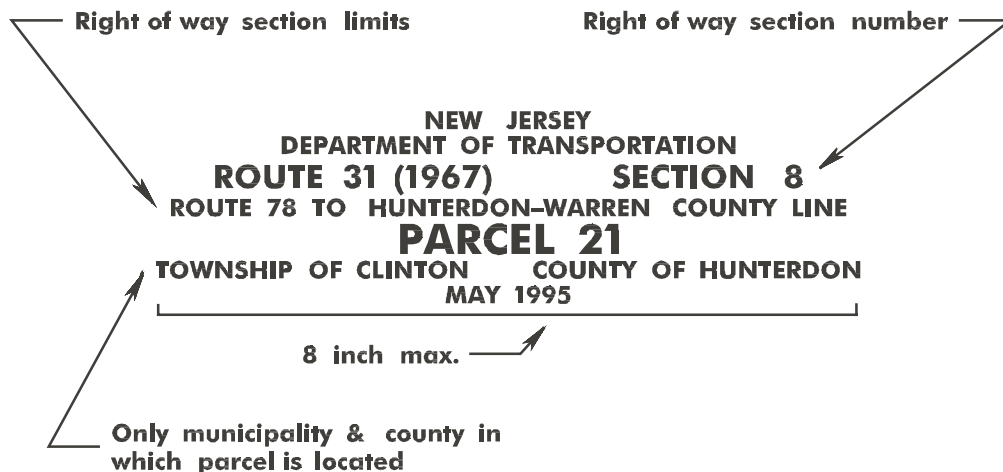 Right of way section limits
Right of way section number
NEW JERSEY
DEPARTMENT OF TRANSPORTATION
ROUTE 31 (1967) SECTION 8
ROUTE 78 TO HUNTERDON–WARREN COUNTY LINE
PARCEL 21
TOWNSHIP OF CLINTON COUNTY OF HUNTERDON
MAY 1995
8 inch max.
Only municipality & county in
which parcel is located